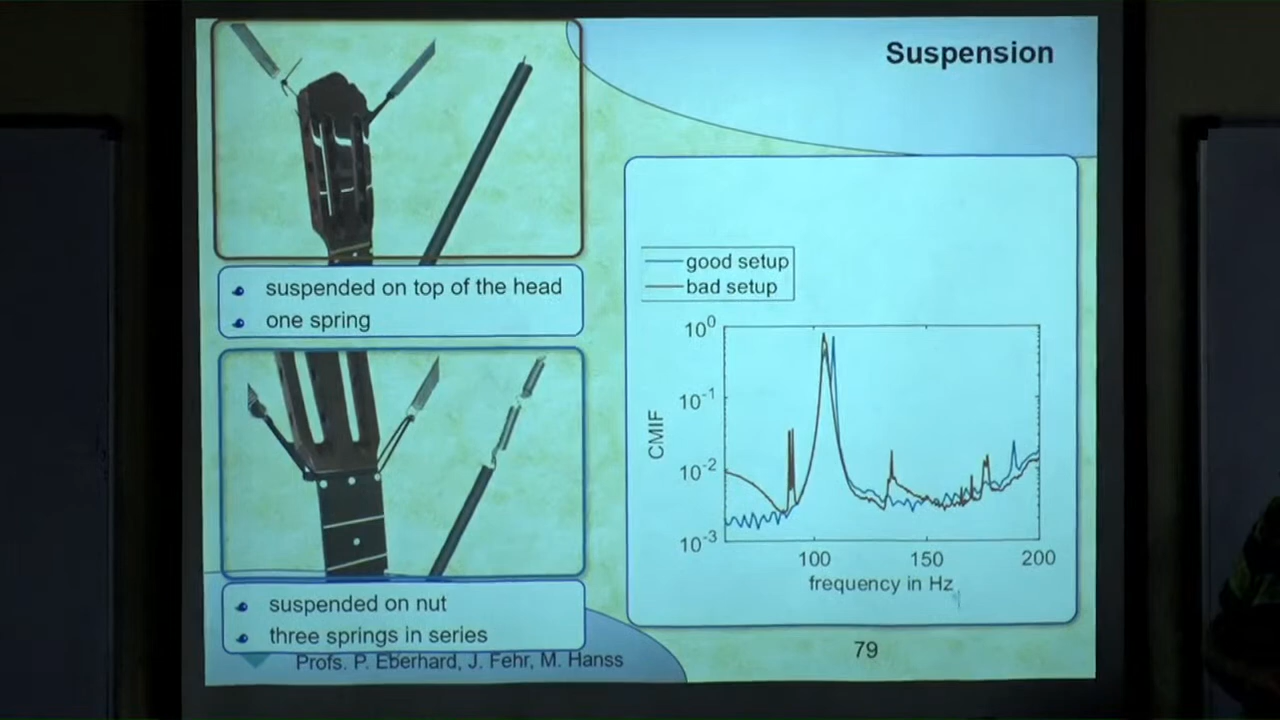 Suspension
suspended on top of the head
one spring
suspended on nut
three springs in series
Profs. P. Eberhard, J. Fehr, M. Hanss
good setup
bad setup
10^0
10^-1
10^-2
10^-3
CMIF
100 150 200
frequency in Hz
79